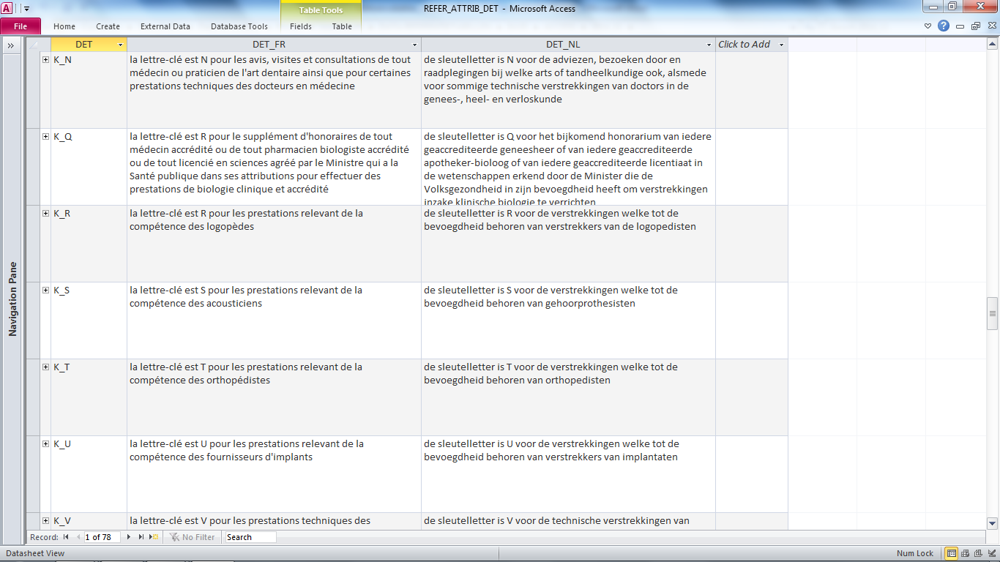 REFER_ATTRIB_DET - Microsoft Access
Table Tools
File Home Create External Data Database Tools Fields Table
DET DET_FR DET_NL Click to Add
K_N
la lettre-clé est N pour les avis, visites et consultations de tout
médecin ou praticien de l'art dentaire ainsi que pour certaines
prestations techniques des docteurs en médecine
de sleutelletter is N voor de adviezen, bezoeken door en
raadplegingen bij welke arts of tandheelkundige ook, alsmede
voor sommige technische verstrekkingen van doctors in de
genees-, heel- en verloskunde
K_Q
la lettre-clé est R pour le supplément d'honoraires de tout
médecin accrédité ou de tout pharmacien biologiste accrédité
ou de tout licencié en sciences agréé par le Ministre qui a la
Santé publique dans ses attributions pour effectuer des
prestations de biologie clinique et accrédité
de sleutelletter is Q voor het bijkomend honorarium van iedere
geaccrediteerde geneesheer of van iedere geaccrediteerde
apotheker-bioloog of van iedere geaccrediteerde licentiaat in
de wetenschappen erkend door de Minister die de
Volksgezondheid in zijn bevoegdheid heeft om verstrekkingen
inzake klinische biologie te verrichten
K_R
la lettre-clé est R pour les prestations relevant de la
compétence des logopèdes
de sleutelletter is R voor de verstrekkingen welke tot de
bevoegdheid behoren van verstrekkers van de logopedisten
K_S
la lettre-clé est S pour les prestations relevant de la
compétence des acousticiens
de sleutelletter is S voor de verstrekkingen welke tot de
bevoegdheid behoren van gehoorprothesisten
K_T
la lettre-clé est T pour les prestations relevant de la
compétence des orthopédistes
de sleutelletter is T voor de verstrekkingen welke tot de
bevoegdheid behoren van orthopedisten
K_U
la lettre-clé est U pour les prestations relevant de la
compétence des fournisseurs d'implants
de sleutelletter is U voor de verstrekkingen welke tot de
bevoegdheid behoren van verstrekkers van implantaten
K_V
la lettre-clé est V pour les prestations techniques des
de sleutelletter is V voor de technische verstrekkingen van
Navigation Pane
Record: 1 of 78 No Filter Search
Datasheet View Num Lock